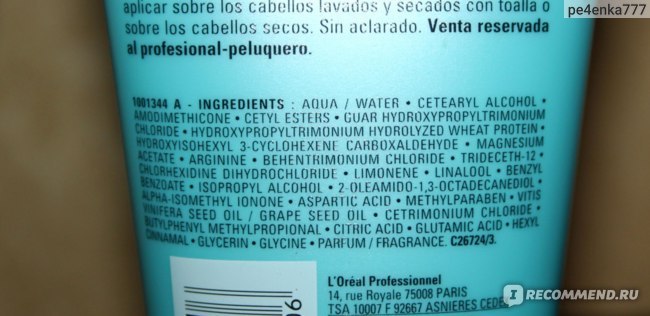 pe4enka777
aplicar sobre los cabellos lavados y secados con toalla o
sobre los cabellos secos. Sin aclarado. Venta reservada
al profesional-peluquero.
1001344 A - INGREDIENTS : AQUA / WATER • CETEARYL ALCOHOL •
AMODIMETHICONE • CETYL ESTERS • GUAR HYDROXYPROPYLTRIMONIUM
CHLORIDE • HYDROXYPROPYLTRIMONIUM HYDROLYZED WHEAT PROTEIN •
HYDROXYISOHEXYL 3-CYCLOHEXENE CARBOXALDEHYDE • MAGNESIUM
ACETATE • ARGININE • BEHENTRIMONIUM CHLORIDE • TRIDECETH-12 •
CHLORHEXIDINE DIHYDROCHLORIDE • LIMONENE • LINALOOL • BENZYL
BENZOATE • ISOPROPYL ALCOHOL • 2-OLEAMIDO-1,3-OCTADECANEDIOL •
ALPHA-ISOMETHYL IONONE • ASPARTIC ACID • METHYLPARABEN • VITIS
VINIFERA SEED OIL / GRAPE SEED OIL • CETRIMONIUM CHLORIDE •
BUTYLPHENYL METHYLPROPIONAL • CITRIC ACID • GLUTAMIC ACID • HEXYL
CINNAMAL • GLYCERIN • GLYCINE • PARFUM / FRAGRANCE. C26724/3.
L'Oréal Professionnel
14, rue Royale 75008 PARIS
TSA 10007 F 92667 ASNIERES CEDE
I RECOMMEND.RU